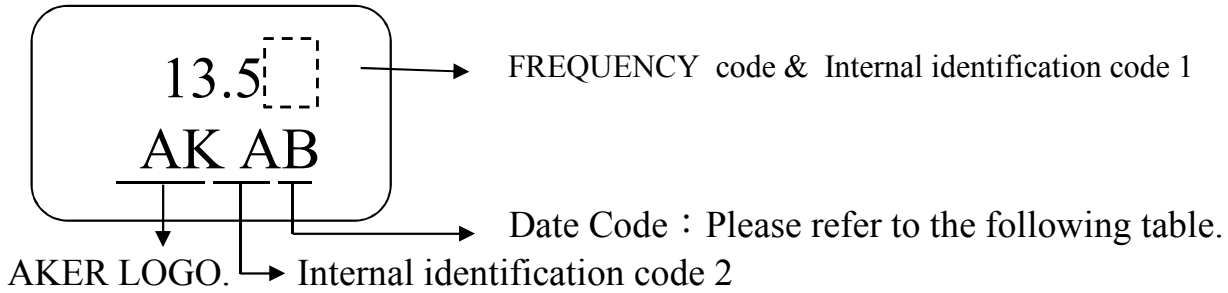 13.5
FREQUENCY code & Internal identification code 1
AK AB
Date Code：Please refer to the following table.
AKER LOGO.
Internal identification code 2